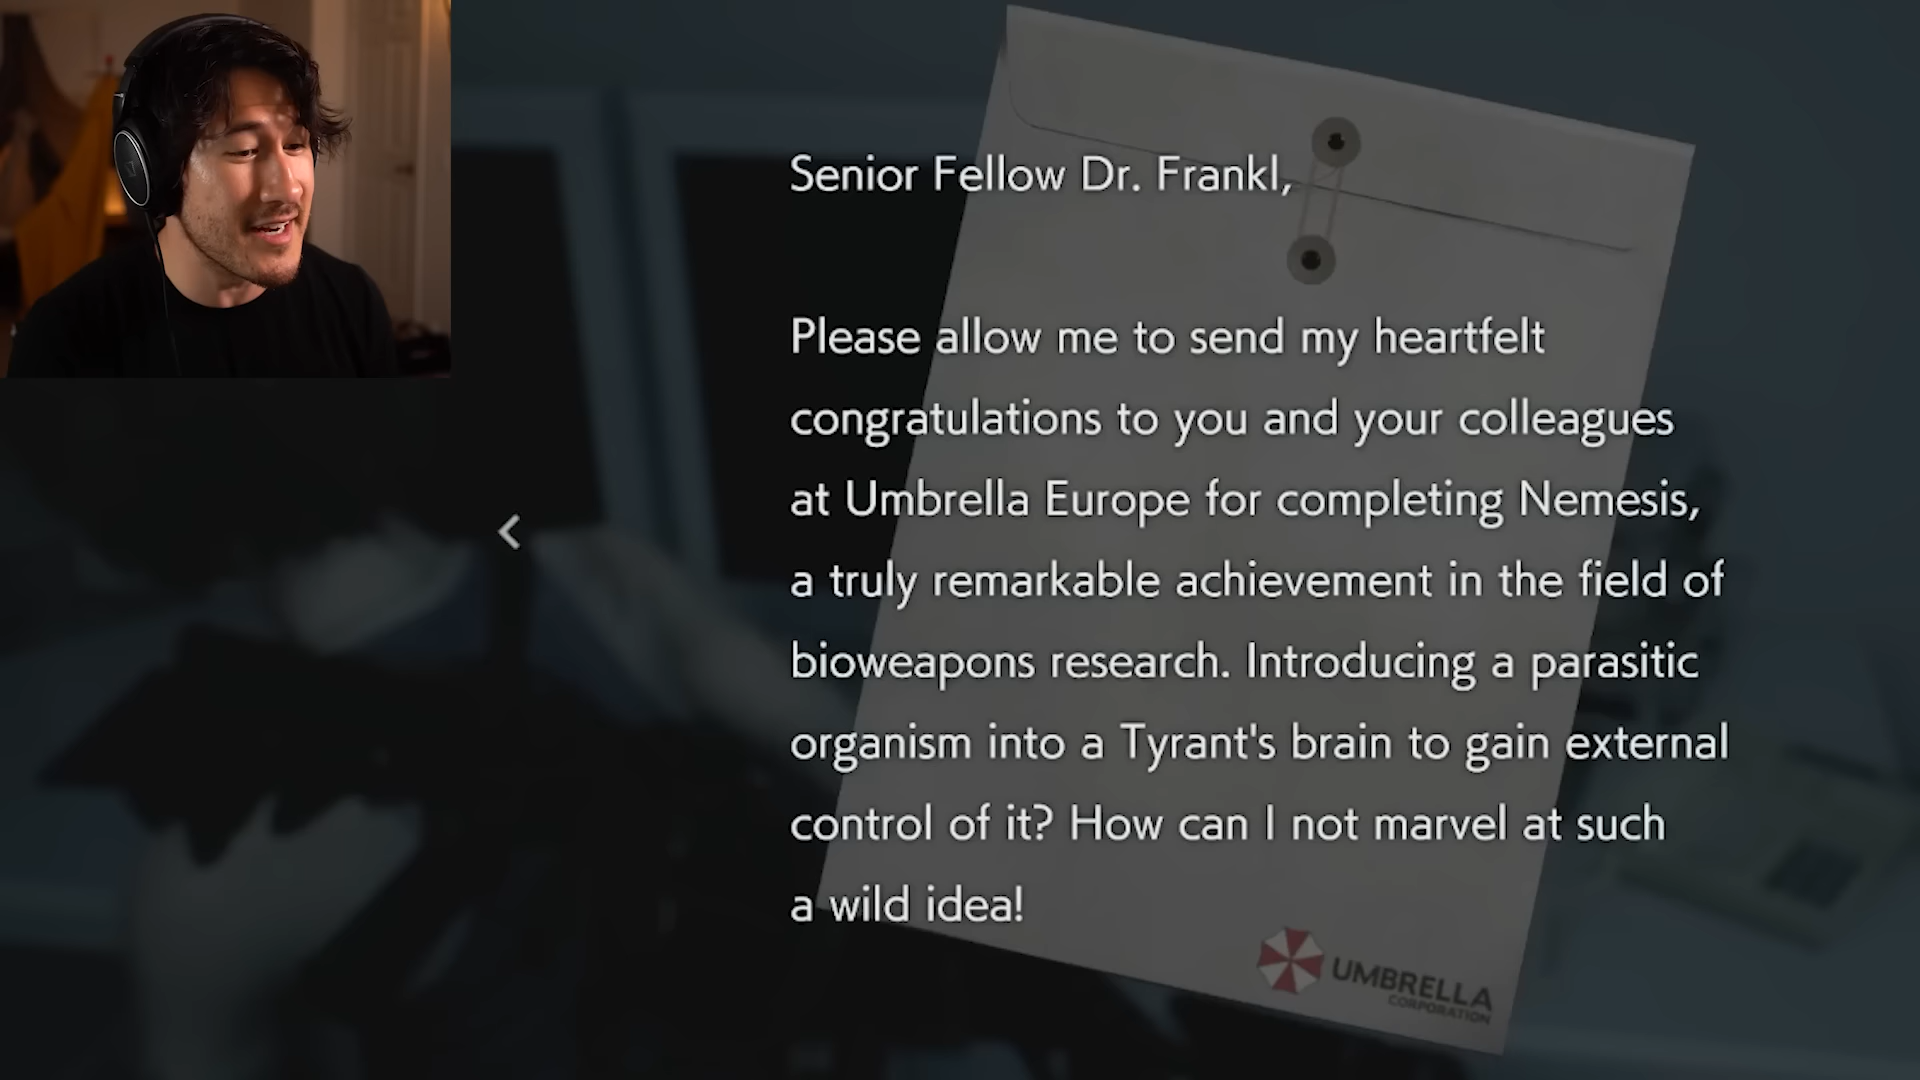 Senior Fellow Dr. Frankl,
Please allow me to send my heartfelt
congratulations to you and your colleagues
at Umbrella Europe for completing Nemesis,
a truly remarkable achievement in the field of
bioweapons research. Introducing a parasitic
organism into a Tyrant's brain to gain external
control of it? How can I not marvel at such
a wild idea!
UMBRELLA
CORPORATION